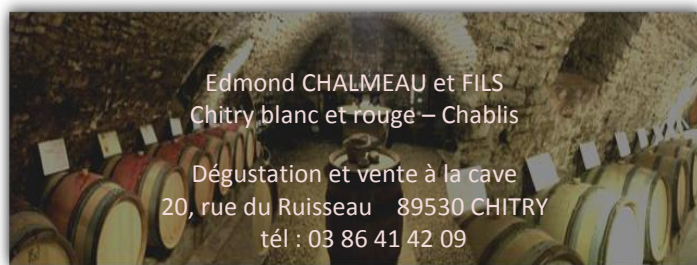 Edmond CHALMEAU et FILS
Chitry blanc et rouge – Chablis
Dégustation et vente à la cave
20, rue du Ruisseau 89530 CHITRY
tél : 03 86 41 42 09